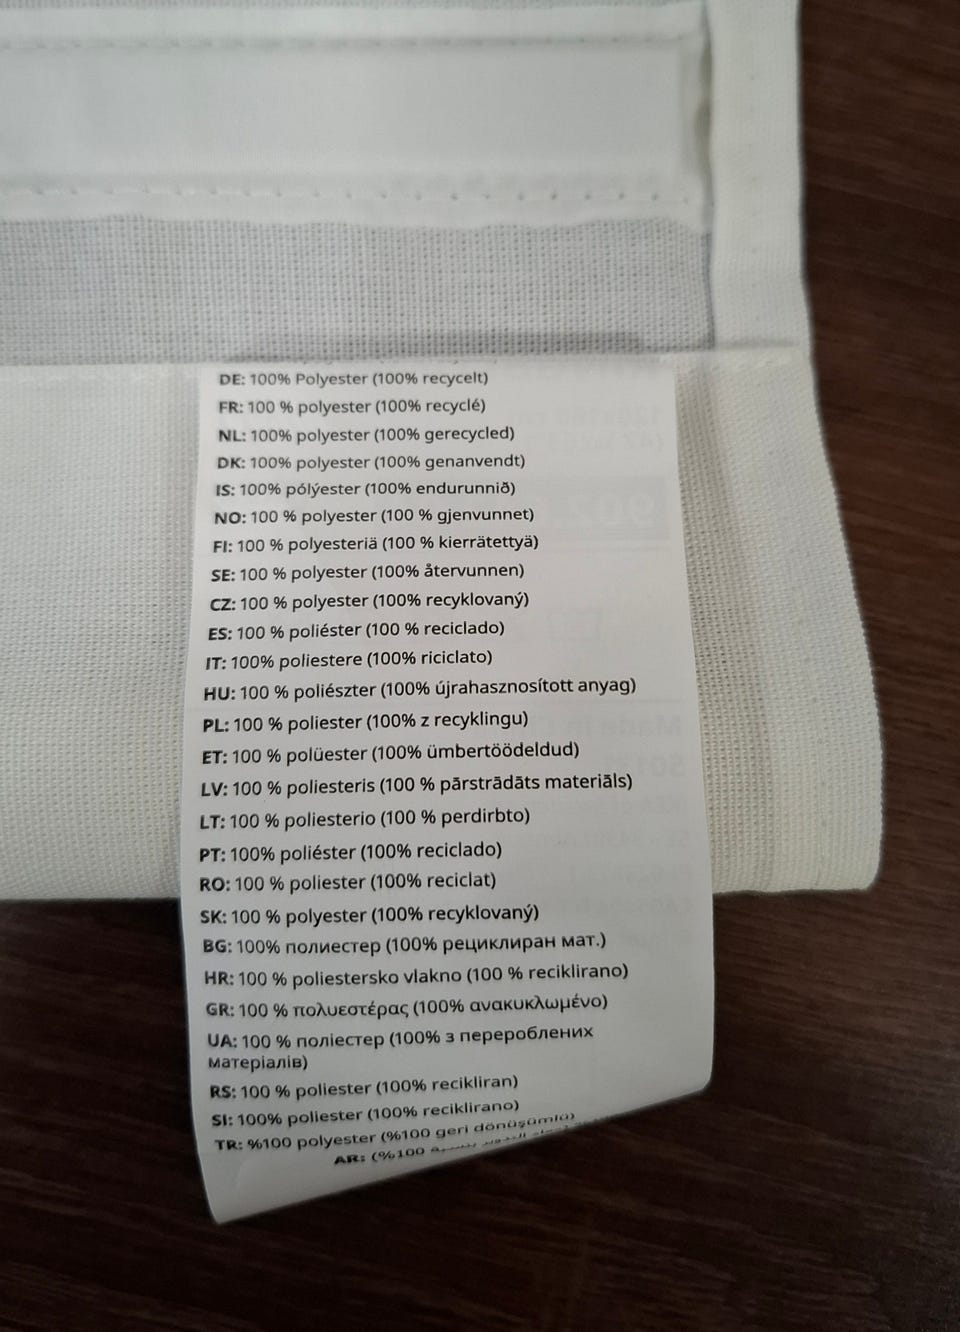 DE: 100% Polyester (100% recycelt)
FR: 100 % polyester (100% recyclé)
NL: 100% polyester (100% gerecycled)
DK: 100% polyester (100% genanvendt)
IS: 100% pólýester (100% endurunnið)
NO: 100 % polyester (100 % gjenvunnet)
FI: 100 % polyesteriä (100 % kierrätettyä)
SE: 100 % polyester (100% återvunnen)
CZ: 100 % polyester (100% recyklovaný)
ES: 100 % poliéster (100 % reciclado)
IT: 100% poliestere (100% riciclato)
HU: 100 % poliészter (100% újrahasznosított anyag)
PL: 100 % poliester (100% z recyklingu)
ET: 100 % polüester (100% ümbertöödeldud)
LV: 100 % poliesteris (100 % pārstrādāts materiāls)
LT: 100 % poliesterio (100 % perdirbto)
PT: 100% poliéster (100% reciclado)
RO: 100 % poliester (100% reciclat)
SK: 100 % polyester (100% recyklovaný)
BG: 100% полиестер (100% рециклиран мат.)
HR: 100 % poliestersko vlakno (100 % reciklirano)
GR: 100 % πολυεστέρας (100% ανακυκλωμένο)
UA: 100 % поліестер (100% з перероблених
матеріалів)
RS: 100 % poliester (100% recikliran)
SI: 100% poliester (100% reciklirano)
TR: %100 polyester (%100 geri dönüşümlü)
AR: (%100